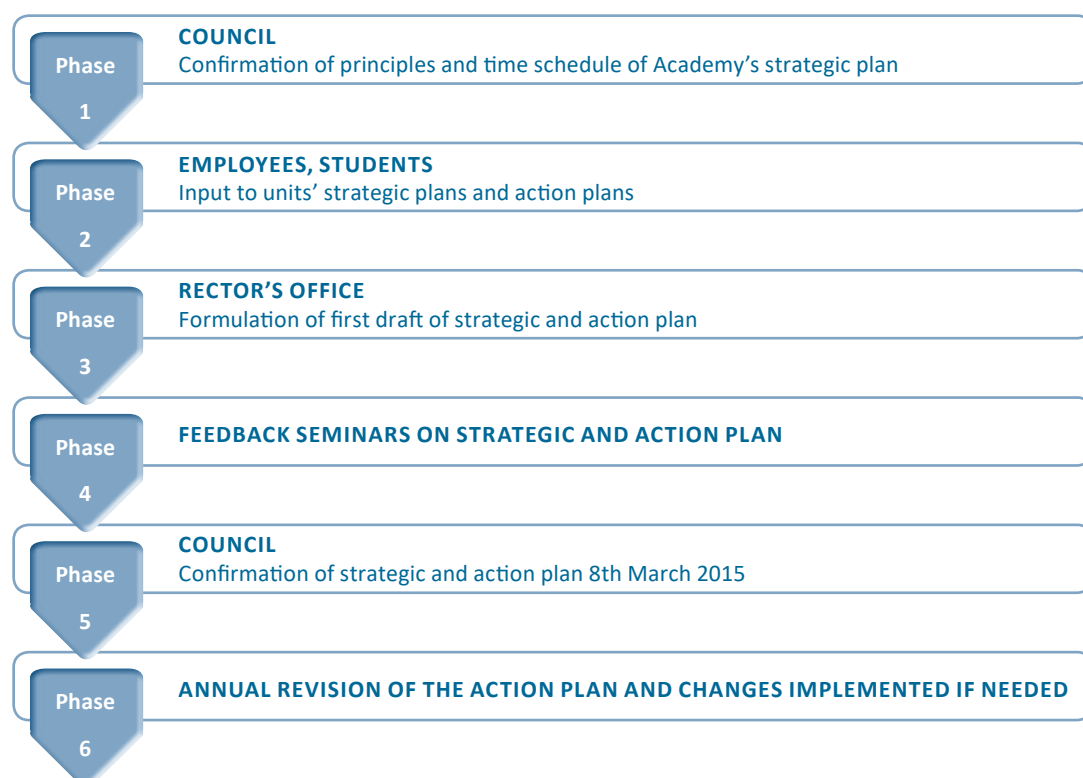 Phase
1
COUNCIL
Confirmation of principles and time schedule of Academy’s strategic plan
Phase
2
EMPLOYEES, STUDENTS
Input to units’ strategic plans and action plans
Phase
3
RECTOR’S OFFICE
Formulation of first draft of strategic and action plan
Phase
4
FEEDBACK SEMINARS ON STRATEGIC AND ACTION PLAN
Phase
5
COUNCIL
Confirmation of strategic and action plan 8th March 2015
Phase
6
ANNUAL REVISION OF THE ACTION PLAN AND CHANGES IMPLEMENTED IF NEEDED